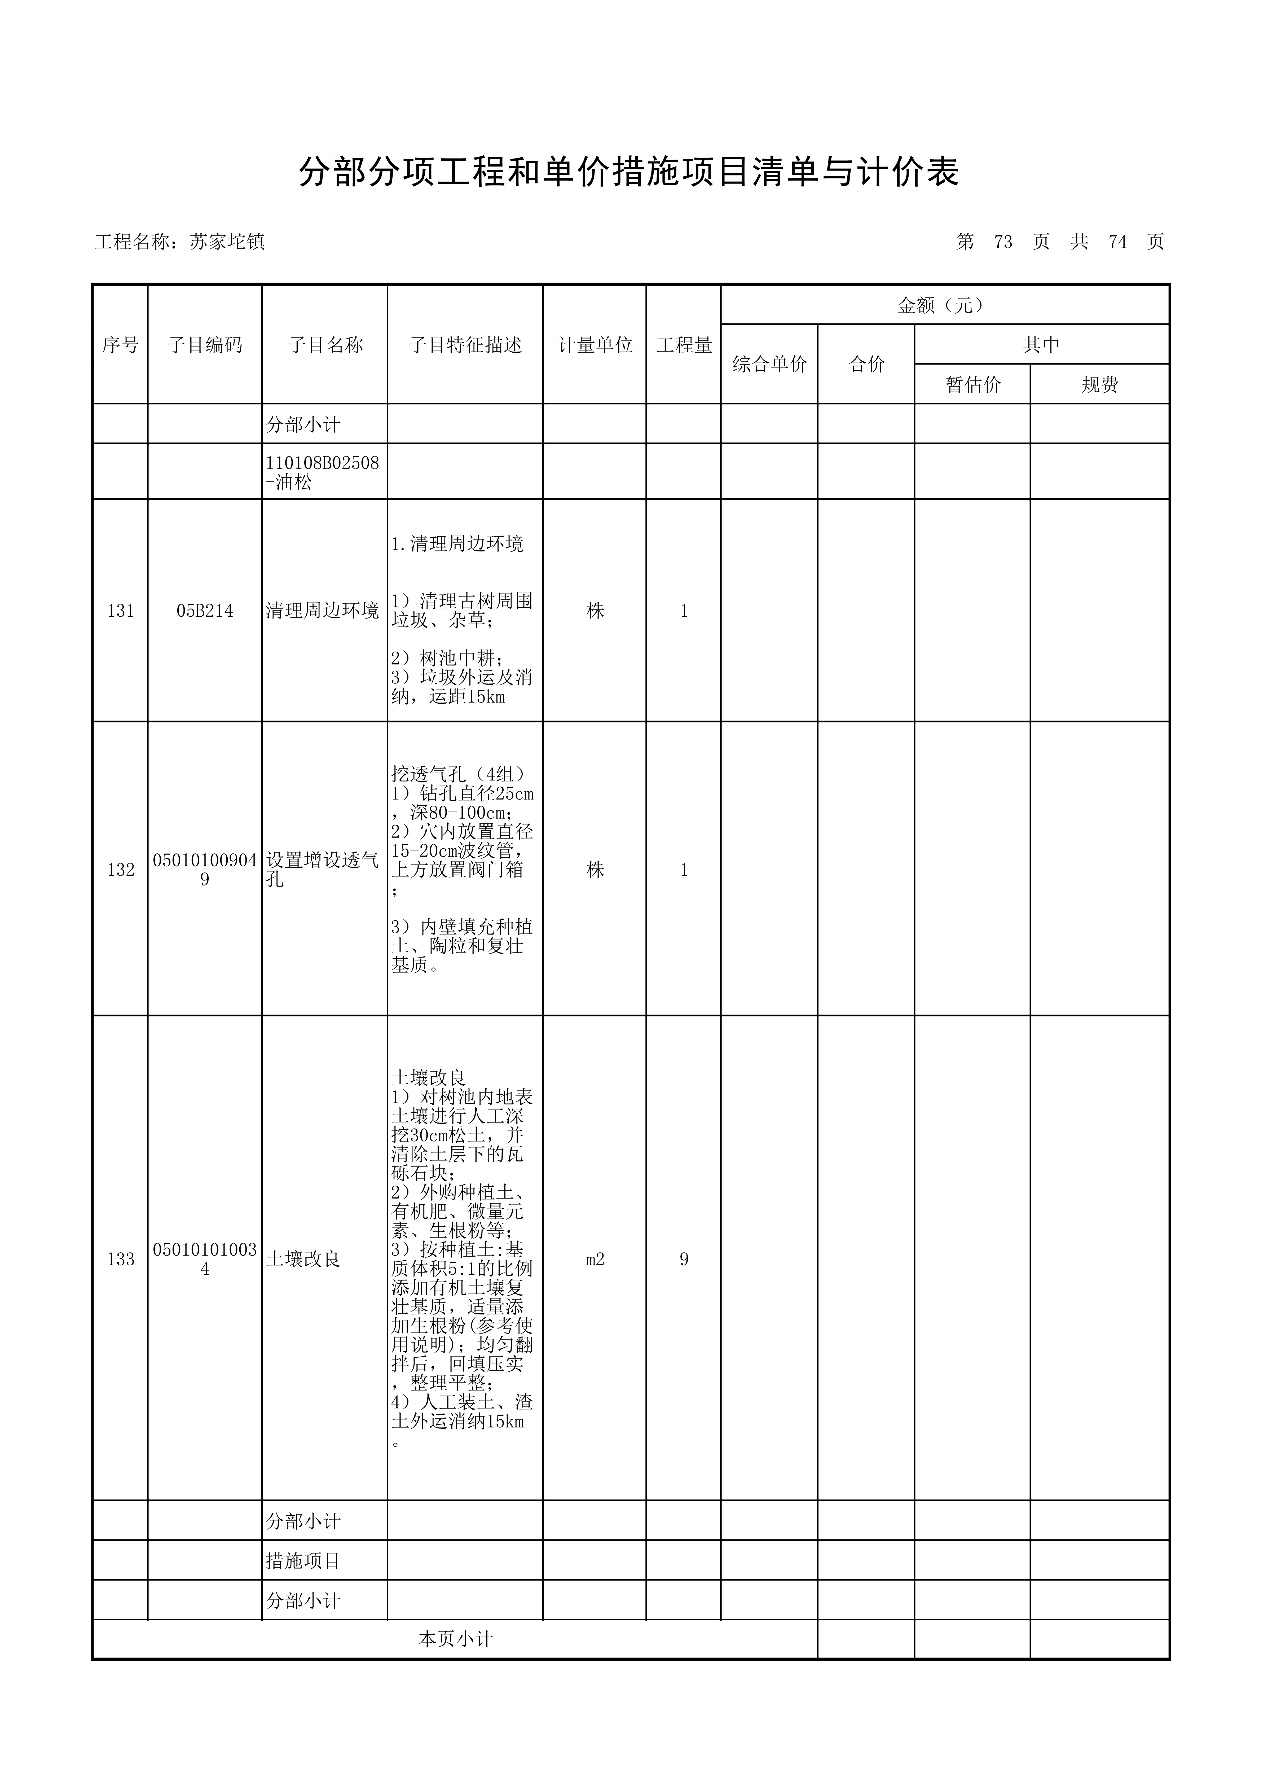 分部分项工程和单价措施项目清单与计价表
工程名称：苏家坨镇
第 73 页 共 74 页
序号 子目编码 子目名称 子目特征描述 计量单位 工程量 金额（元）
综合单价 合价 其中
暂估价 规费
分部小计
110108B02508
-油松
131 05B214 清理周边环境
1.清理周边环境
1）清理古树周围
垃圾、杂草；
2）树池中耕；
3）垃圾外运及消
纳，运距15km
株 1
132
05010100904
9
设置增设透气
孔
挖透气孔（4组）
1）钻孔直径25cm
，深80-100cm；
2）穴内放置直径
15-20cm波纹管，
上方放置阀门箱
；
3）内壁填充种植
土、陶粒和复壮
基质。
株 1
133
05010101003
4
土壤改良
土壤改良
1）对树池内地表
土壤进行人工深
挖30cm松土，并
清除土层下的瓦
砾石块；
2）外购种植土、
有机肥、微量元
素、生根粉等；
3）按种植土:基
质体积5:1的比例
添加有机土壤复
壮基质，适量添
加生根粉(参考使
用说明)；均匀翻
拌后，回填压实
，整理平整；
4）人工装土、渣
土外运消纳15km
。
m2 9
分部小计
措施项目
分部小计
本页小计